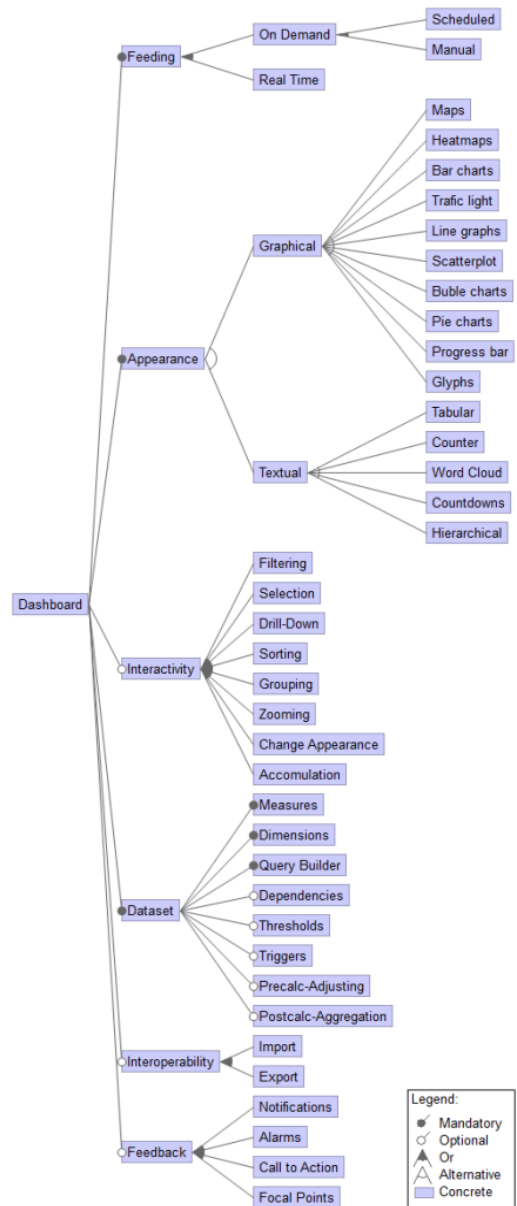 Scheduled
On Demand
Manual
Feeding
Real Time
Maps
Heatmaps
Bar charts
Trafic light
Line graphs
Graphical
Scatterplot
Buble charts
Pie charts
Progress bar
Appearance
Glyphs
Tabular
Counter
Textual
Word Cloud
Countdowns
Hierarchical
Filtering
Selection
Dashboard
Drill-Down
Sorting
Interactivity
Grouping
Zooming
Change Appearance
Accomulation
Measures
Dimensions
Query Builder
Dependencies
Dataset
Thresholds
Triggers
Precalc-Adjusting
Postcalc-Aggregation
Import
Interoperability
Export
Notifications
Alarms
Feedback
Call to Action
Focal Points
Legend:
Mandatory
Optional
Or
Alternative
Concrete